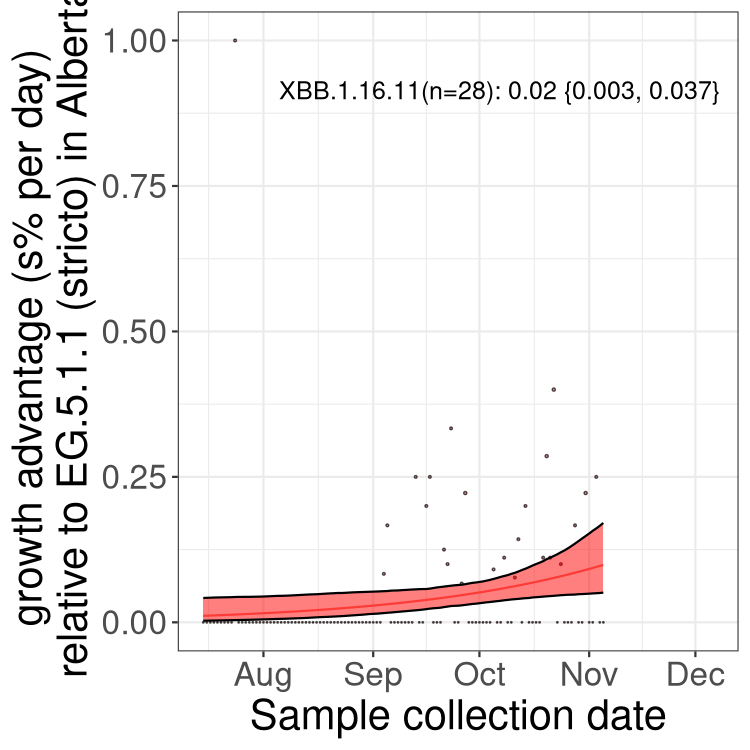 growth advantage (s% per day)
relative to EG.5.1.1 (stricto) in Alberta
1.00
0.75
0.50
0.25
0.00
XBB.1.16.11(n=28): 0.02 {0.003, 0.037}
Aug Sep Oct Nov Dec
Sample collection date